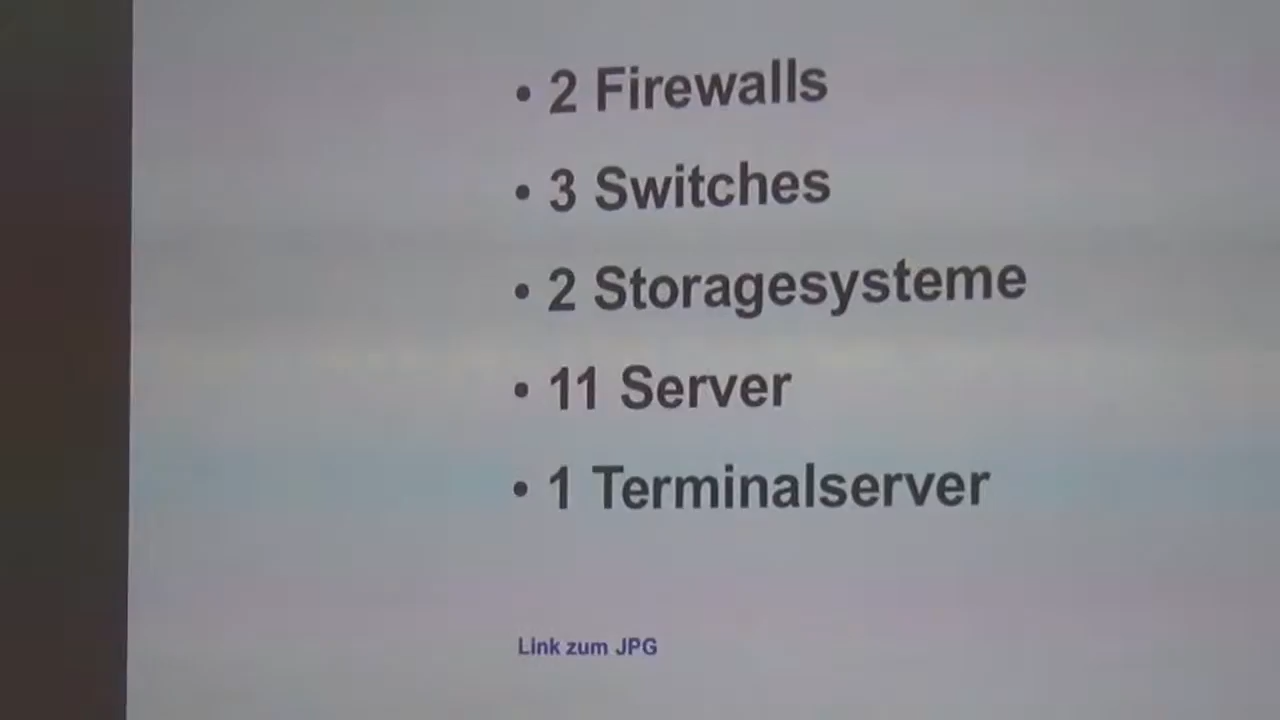 • 2 Firewalls
• 3 Switches
• 2 Storagesysteme
• 11 Server
• 1 Terminalserver
Link zum JPG